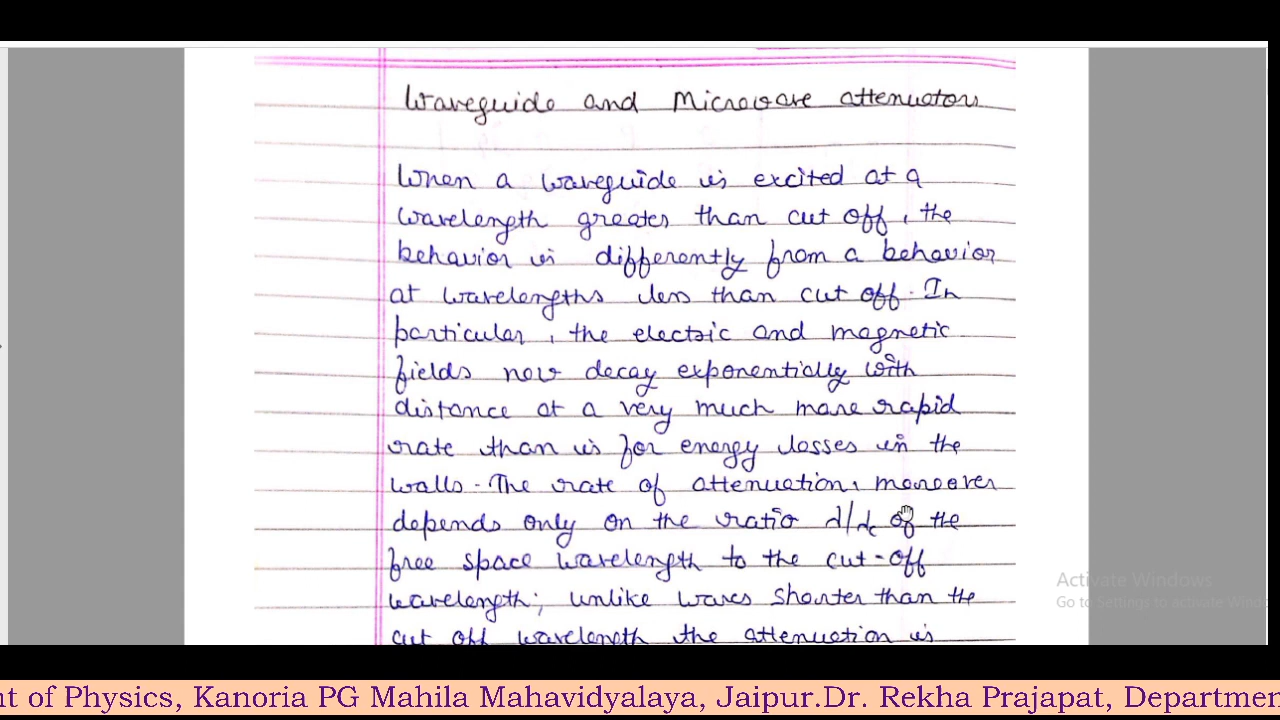 Waveguide and Microwave attenuators
When a waveguide is excited at a
wavelength greater than cut off, the
behavior is differently from a behavior
at wavelengths less than cut off. In
particular, the electric and magnetic
fields now decay exponentially with
distance at a very much more rapid
rate than is for energy losses in the
walls. The rate of attenuation, moreover
depends only on the ratio λ/λc of the
free space wavelength to the cut-off
wavelength; unlike waves shorter than the
cut off wavelength the attenuation is
Activate Windows
Go to Settings to activate Windo
nt of Physics, Kanoria PG Mahila Mahavidyalaya, Jaipur.Dr. Rekha Prajapat, Departmen